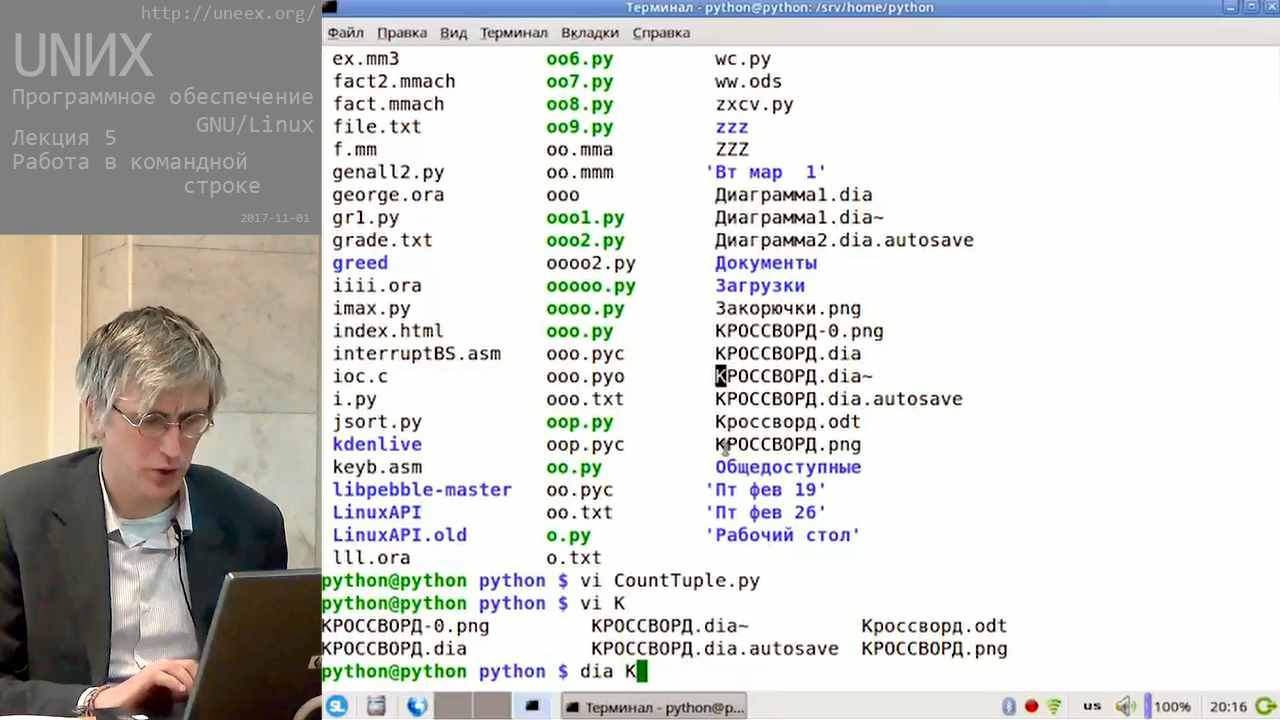 http://uneex.org/
UNИX
Программное обеспечение
GNU/Linux
Лекция 5
Работа в командной
строке
2017-11-01
Терминал - python@python: /srv/home/python
Файл Правка Вид Терминал Вкладки Справка
ex.mm3 oo6.py wc.py
fact2.mmach oo7.py ww.ods
fact.mmach oo8.py zxcv.py
file.txt oo9.py zzz
f.mm oo.mma ZZZ
genall2.py oo.mmm 'Вт мар  1'
george.ora ooo Диаграмма1.dia
gr1.py ooo1.py Диаграмма1.dia~
grade.txt ooo2.py Диаграмма2.dia.autosave
greed oooo2.py Документы
iiii.ora ooooo.py Загрузки
imax.py oooo.py Закорючки.png
index.html ooo.py КРОССВОРД-0.png
interruptBS.asm ooo.pyc КРОССВОРД.dia
ioc.c ooo.pyo КРОССВОРД.dia~
i.py ooo.txt КРОССВОРД.dia.autosave
jsort.py oop.py Кроссворд.odt
kdenlive oop.pyc КРОССВОРД.png
keyb.asm oo.py Общедоступные
libpebble-master oo.pyc 'Пт фев 19'
LinuxAPI oo.txt 'Пт фев 26'
LinuxAPI.old o.py 'Рабочий стол'
lll.ora o.txt
python@python python $ vi CountTuple.py
python@python python $ vi К
КРОССВОРД-0.png КРОССВОРД.dia~ Кроссворд.odt
КРОССВОРД.dia КРОССВОРД.dia.autosave КРОССВОРД.png
python@python python $ dia К
SL Терминал - python@p... us 100% 20:16